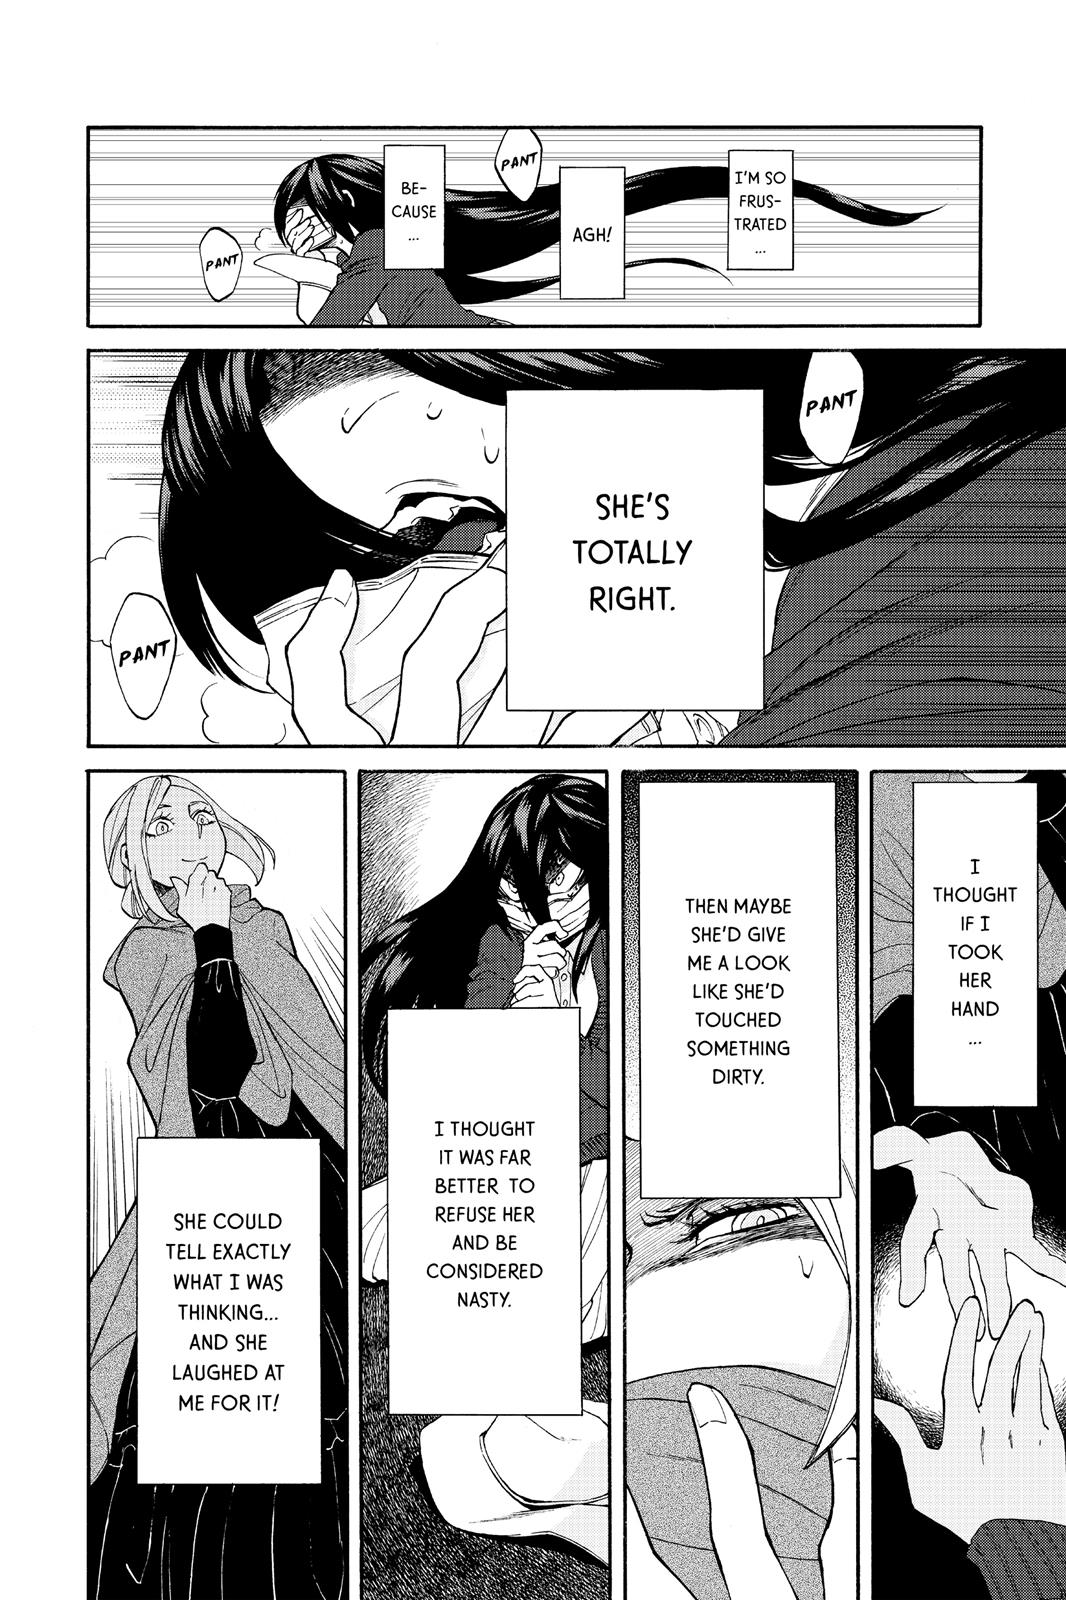 I'M SO
FRUS-
TRATED
...
PANT
AGH!
BE-
CAUSE
...
PANT
PANT
SHE'S
TOTALLY
RIGHT.
PANT
I
THOUGHT
IF I
TOOK
HER
HAND
...
THEN MAYBE
SHE'D GIVE
ME A LOOK
LIKE SHE'D
TOUCHED
SOMETHING
DIRTY.
I THOUGHT
IT WAS FAR
BETTER TO
REFUSE HER
AND BE
CONSIDERED
NASTY.
SHE COULD
TELL EXACTLY
WHAT I WAS
THINKING...
AND SHE
LAUGHED AT
ME FOR IT!